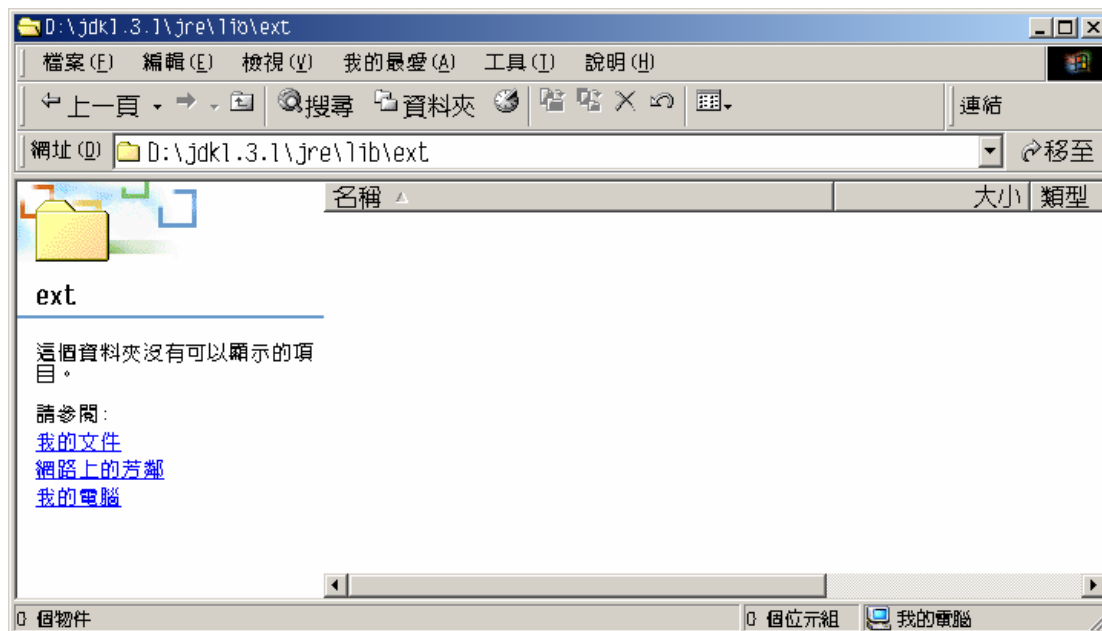 D:\jdk1.3.1\jre\lib\ext
檔案(F) 編輯(E) 檢視(V) 我的最愛(A) 工具(T) 說明(H)
上一頁 搜尋 資料夾 連結
網址(D) D:\jdk1.3.1\jre\lib\ext 移至
名稱 大小 類型
ext
這個資料夾沒有可以顯示的項
目。
請參閱:
我的文件
網路上的芳鄰
我的電腦
0 個物件 0 個位元組 我的電腦